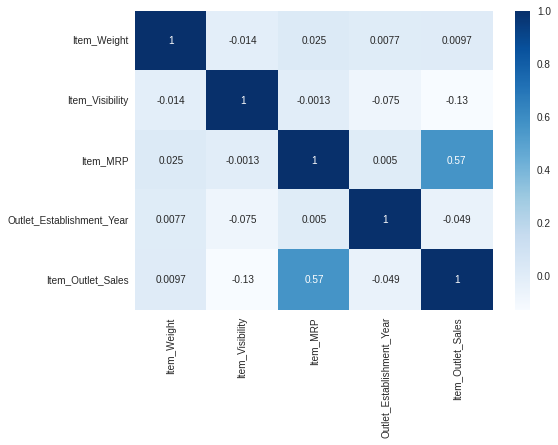 1.0
Item_Weight 1 -0.014 0.025 0.0077 0.0097
0.8
Item_Visibility -0.014 1 -0.0013 -0.075 -0.13
0.6
Item_MRP 0.025 -0.0013 1 0.005 0.57
0.4
Outlet_Establishment_Year 0.0077 -0.075 0.005 1 -0.049
0.2
Item_Outlet_Sales 0.0097 -0.13 0.57 -0.049 1
0.0
Item_Weight
Item_Visibility
Item_MRP
Outlet_Establishment_Year
Item_Outlet_Sales